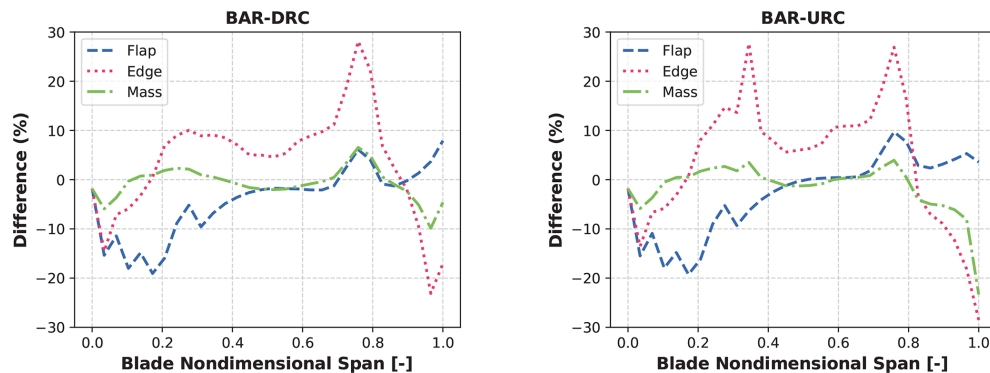 BAR-DRC
30
20
10
0
−10
−20
−30
Difference (%)
Flap
Edge
Mass
0.0 0.2 0.4 0.6 0.8 1.0
Blade Nondimensional Span [-]
BAR-URC
30
20
10
0
−10
−20
−30
Difference (%)
Flap
Edge
Mass
0.0 0.2 0.4 0.6 0.8 1.0
Blade Nondimensional Span [-]